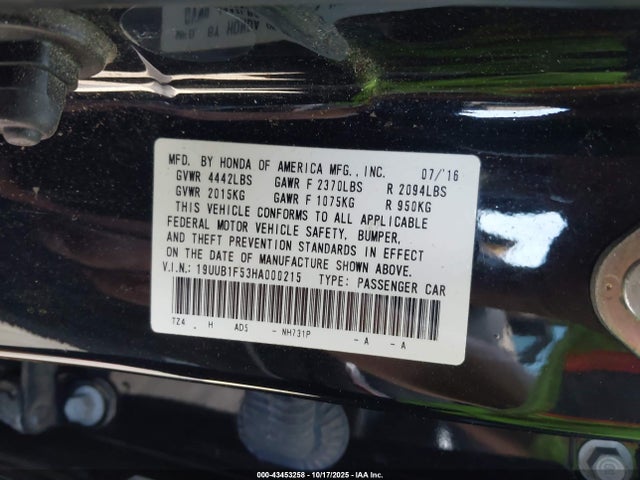 MFD. BY HONDA OF AMERICA MFG., INC. 07/'16
GVWR 4442LBS GAWR F 2370LBS R 2094LBS
GVWR 2015KG GAWR F 1075KG R 950KG
THIS VEHICLE CONFORMS TO ALL APPLICABLE
FEDERAL MOTOR VEHICLE SAFETY, BUMPER,
AND THEFT PREVENTION STANDARDS IN EFFECT
ON THE DATE OF MANUFACTURE SHOWN ABOVE.
V.I.N.: 19UUB1F53HA000215 TYPE: PASSENGER CAR
TZ4 H AD5 - NH731P - A - A
000-43453258 | 10/17/2025 | IAA Inc.